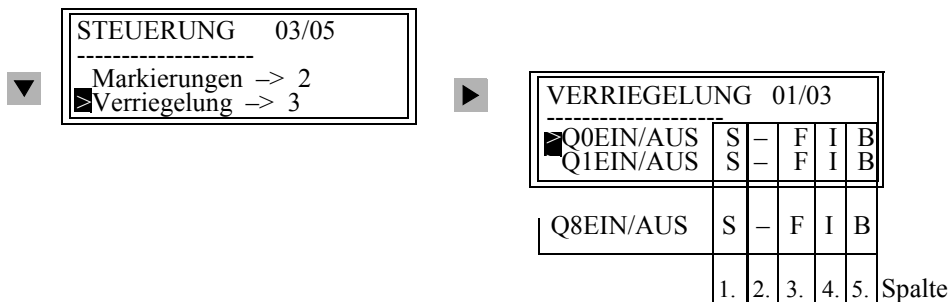 STEUERUNG 03/05
--------------------
Markierungen –> 2
>Verriegelung –> 3
VERRIEGELUNG 01/03
--------------------
>Q0EIN/AUS S – F I B
Q1EIN/AUS S – F I B
Q8EIN/AUS S – F I B
1. 2. 3. 4. 5. Spalte